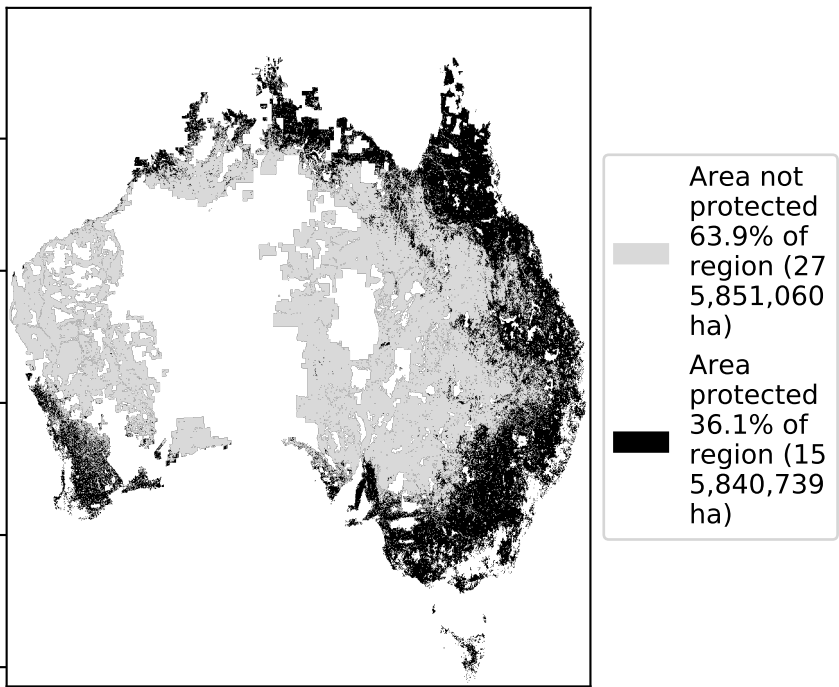 Area not
protected
63.9% of
region (27
5,851,060
ha)
Area
protected
36.1% of
region (15
5,840,739
ha)